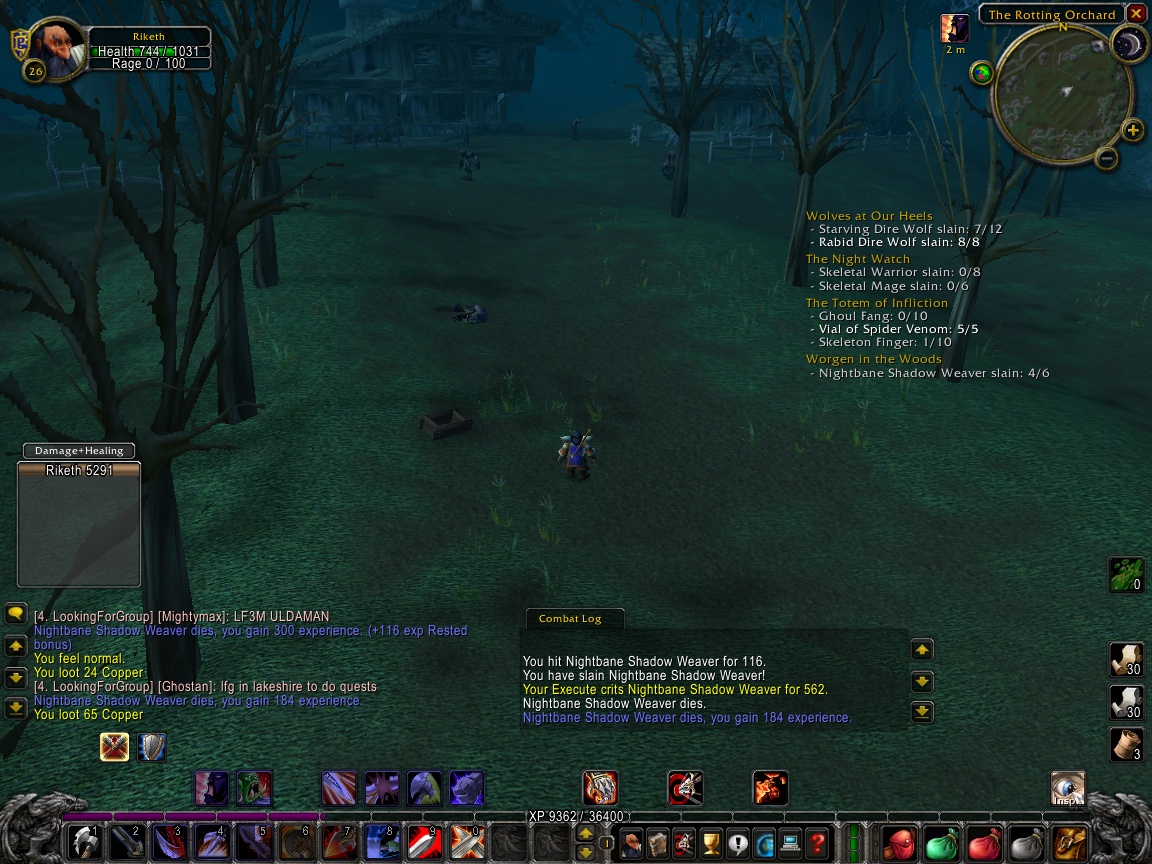 Riketh
Health 744 / 1031
Rage 0 / 100
26
2 m
The Rotting Orchard
N
Wolves at Our Heels
- Starving Dire Wolf slain: 7/12
- Rabid Dire Wolf slain: 8/8
The Night Watch
- Skeletal Warrior slain: 0/8
- Skeletal Mage slain: 0/6
The Totem of Infliction
- Ghoul Fang: 0/10
- Vial of Spider Venom: 5/5
- Skeleton Finger: 1/10
Worgen in the Woods
- Nightbane Shadow Weaver slain: 4/6
Damage+Healing
Riketh 5291
[4. LookingForGroup] [Mightymax]: LF3M ULDAMAN
Nightbane Shadow Weaver dies, you gain 300 experience. (+116 exp Rested
bonus)
You feel normal.
You loot 24 Copper
[4. LookingForGroup] [Ghostan]: lfg in lakeshire to do quests
Nightbane Shadow Weaver dies, you gain 184 experience.
You loot 65 Copper
Combat Log
You hit Nightbane Shadow Weaver for 116.
You have slain Nightbane Shadow Weaver!
Your Execute crits Nightbane Shadow Weaver for 562.
Nightbane Shadow Weaver dies.
Nightbane Shadow Weaver dies, you gain 184 experience.
0
30
30
3
Insp
XP 9362 / 36400
1 2 3 4 5 6 7 8 9 0
1